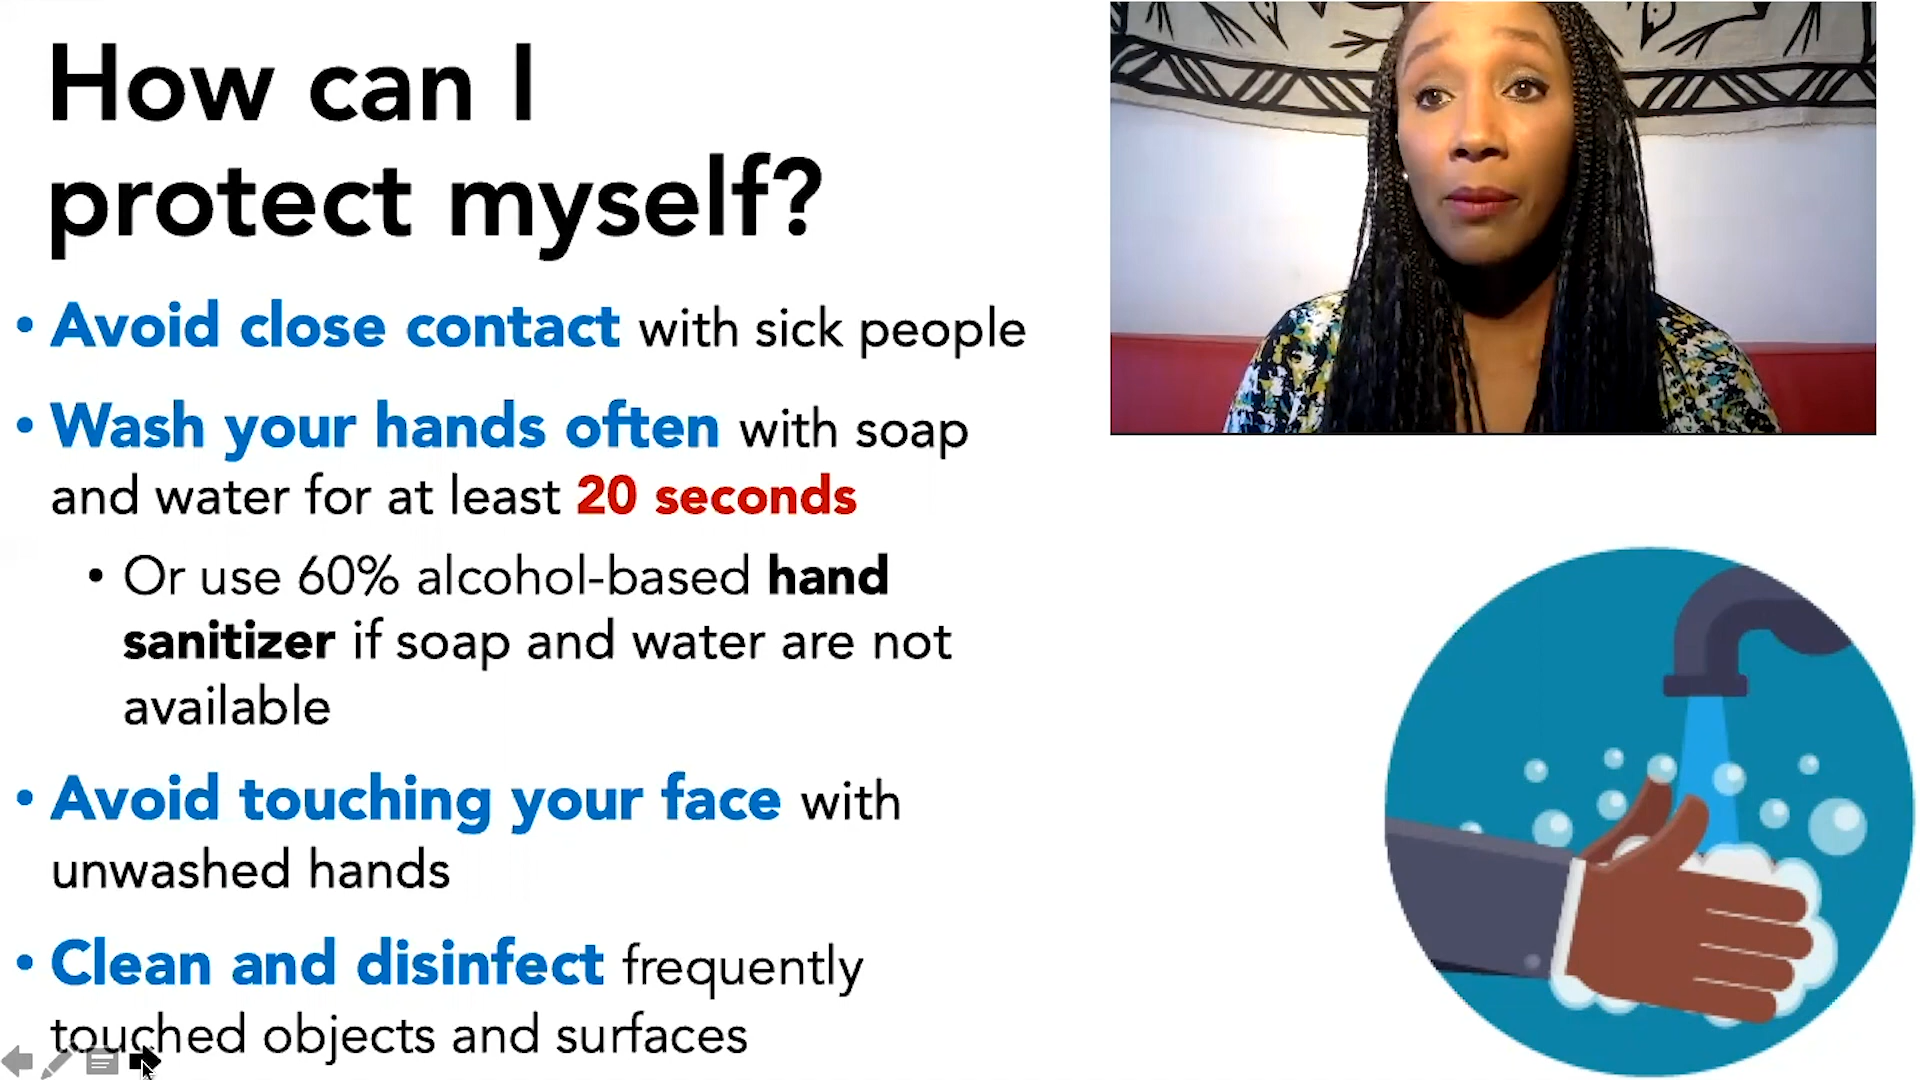 How can I
protect myself?
• Avoid close contact with sick people
• Wash your hands often with soap
and water for at least 20 seconds
• Or use 60% alcohol-based hand
sanitizer if soap and water are not
available
• Avoid touching your face with
unwashed hands
• Clean and disinfect frequently
touched objects and surfaces